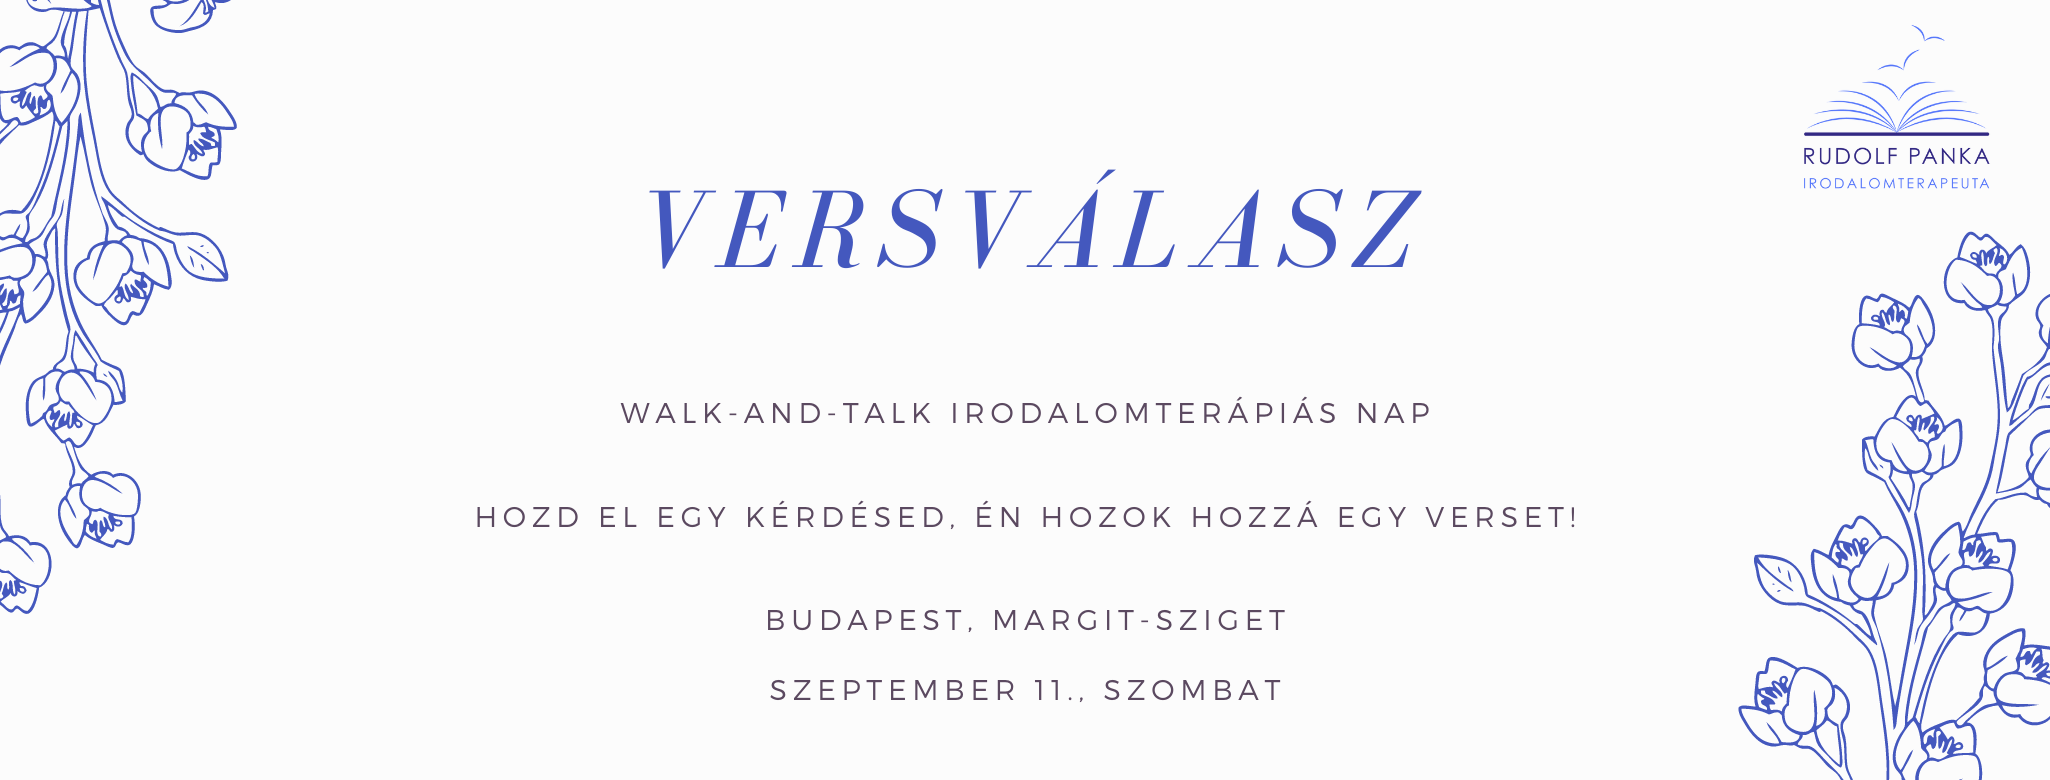 RUDOLF PANKA
IRODALOMTERAPEUTA
VERSVÁLASZ
WALK-AND-TALK IRODALOMTERÁPIÁS NAP
HOZD EL EGY KÉRDÉSED, ÉN HOZOK HOZZÁ EGY VERSET!
BUDAPEST, MARGIT-SZIGET
SZEPTEMBER 11., SZOMBAT